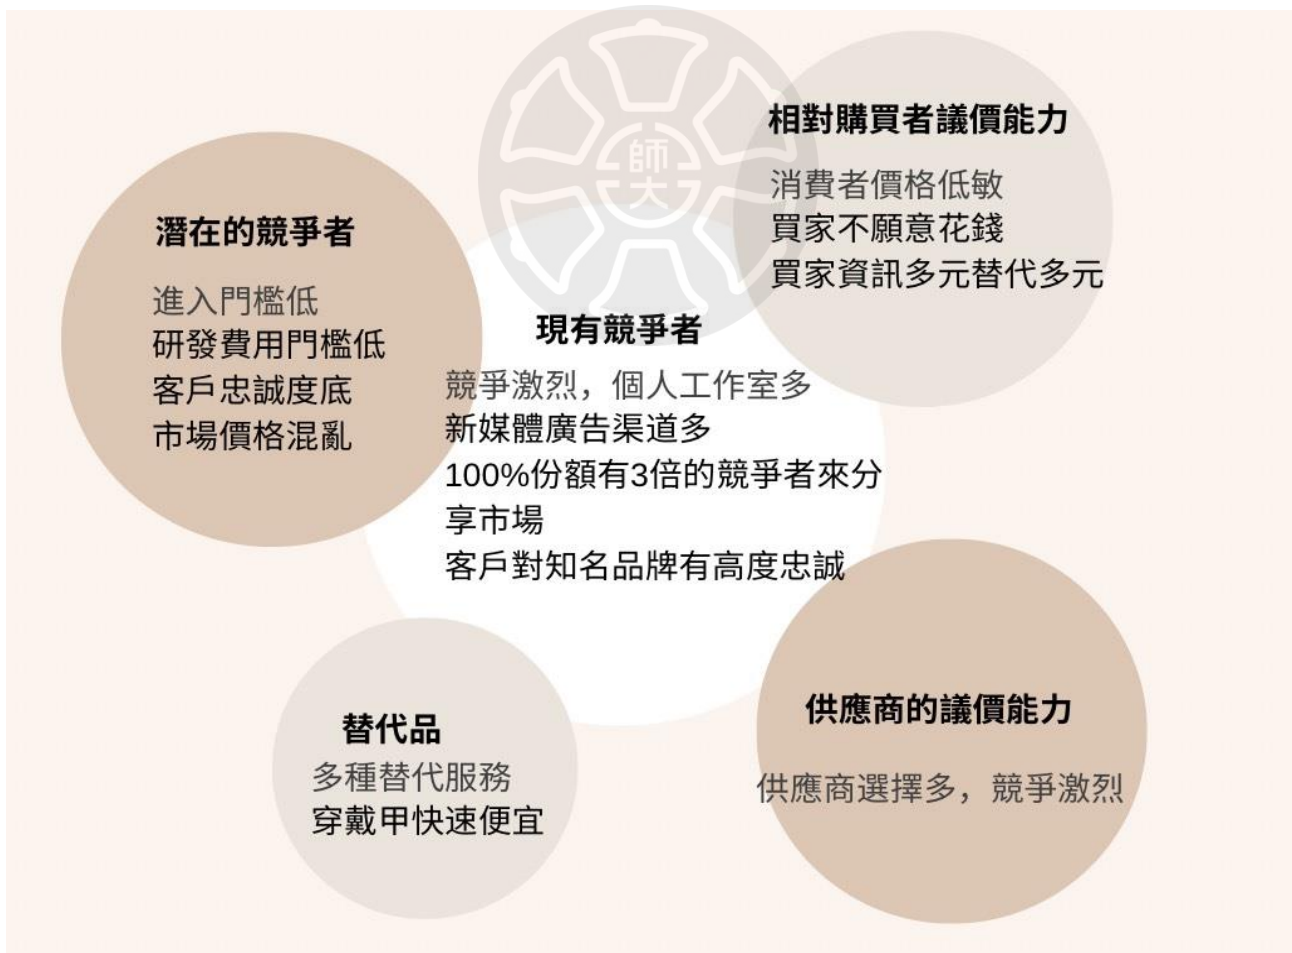 師
大
相對購買者議價能力
消費者價格低敏
買家不願意花錢
買家資訊多元替代多元
潛在的競爭者
進入門檻低
研發費用門檻低
客戶忠誠度底
市場價格混亂
現有競爭者
競爭激烈，個人工作室多
新媒體廣告渠道多
100%份額有3倍的競爭者來分
享市場
客戶對知名品牌有高度忠誠
替代品
多種替代服務
穿戴甲快速便宜
供應商的議價能力
供應商選擇多，競爭激烈